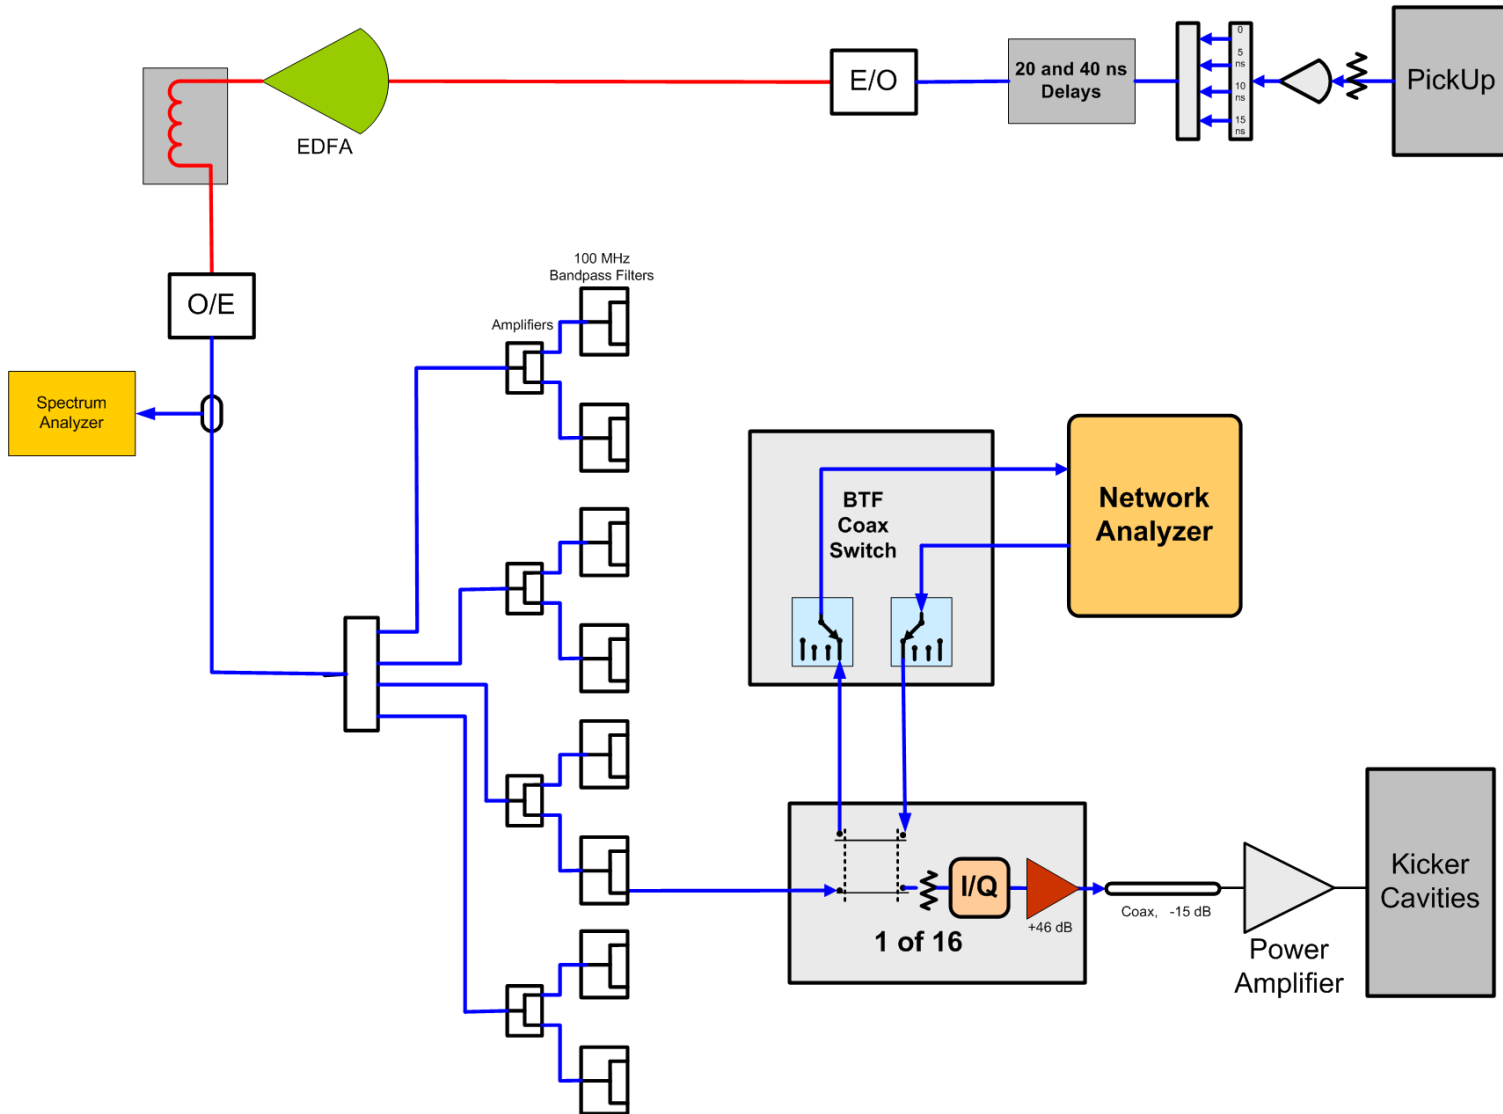 0
5
ns
10
ns
15
ns
20 and 40 ns
Delays
E/O
PickUp
EDFA
O/E
100 MHz
Bandpass Filters
Amplifiers
Spectrum
Analyzer
BTF
Coax
Switch
Network
Analyzer
I/Q
+46 dB
1 of 16
Coax, -15 dB
Power
Amplifier
Kicker
Cavities